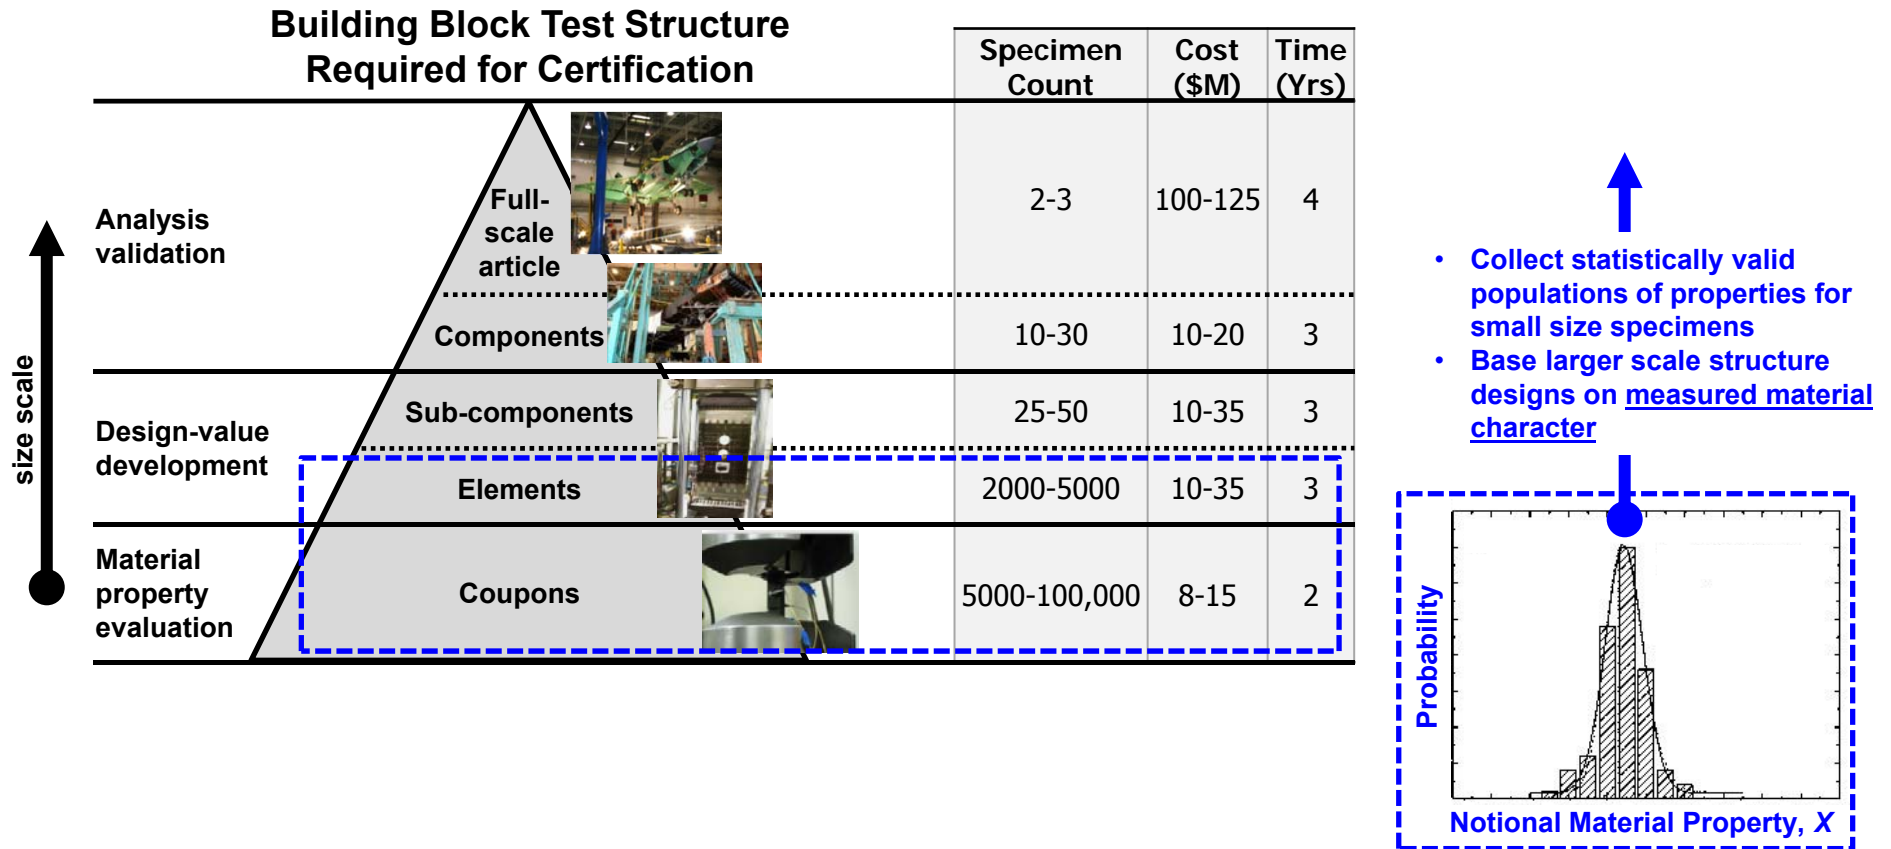 Building Block Test Structure
Required for Certification
Specimen
Count
Cost
($M)
Time
(Yrs)
size scale
Analysis
validation
Full-
scale
article
2-3
100-125
4
Components
10-30
10-20
3
Design-value
development
Sub-components
25-50
10-35
3
Elements
2000-5000
10-35
3
Material
property
evaluation
Coupons
5000-100,000
8-15
2
• Collect statistically valid
populations of properties for
small size specimens
• Base larger scale structure
designs on measured material
character
Probability
Notional Material Property, X